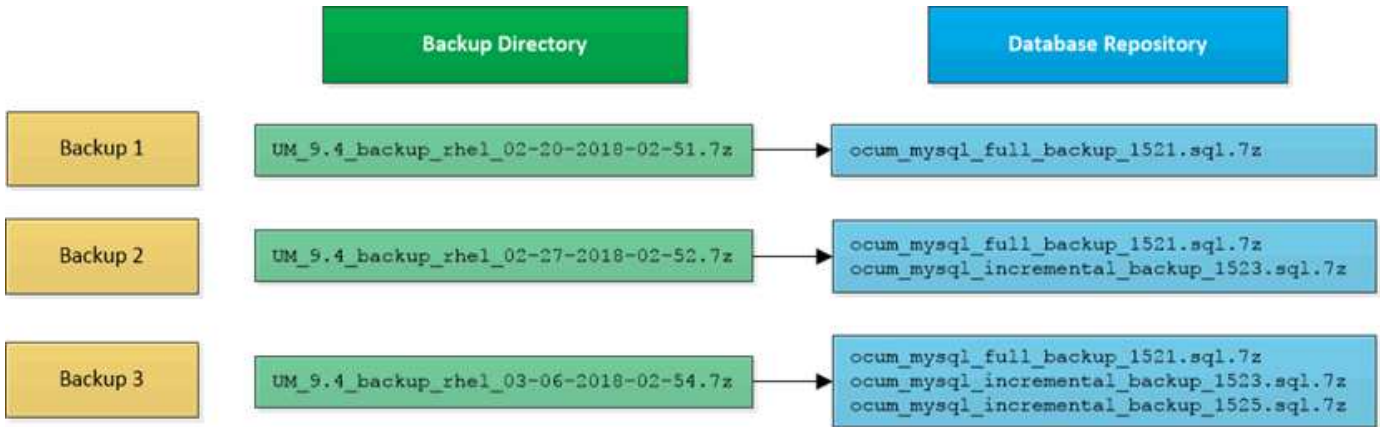 Backup Directory
Database Repository
Backup 1
UM_9.4_backup_rhel_02-20-2018-02-51.7z
ocum_mysql_full_backup_1521.sql.7z
Backup 2
UM_9.4_backup_rhel_02-27-2018-02-52.7z
ocum_mysql_full_backup_1521.sql.7z
ocum_mysql_incremental_backup_1523.sql.7z
Backup 3
UM_9.4_backup_rhel_03-06-2018-02-54.7z
ocum_mysql_full_backup_1521.sql.7z
ocum_mysql_incremental_backup_1523.sql.7z
ocum_mysql_incremental_backup_1525.sql.7z